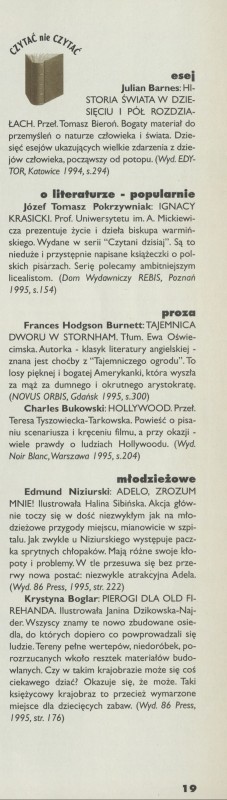 CZYTAĆ nie CZYTAĆ
esej
Julian Barnes: HI-
STORIA ŚWIATA W DZIE-
SIĘCIU I PÓŁ ROZDZIA-
ŁACH. Przeł. Tomasz Bieroń. Bogaty materiał do
przemyśleń o naturze człowieka i świata. Dzie-
sięć esejów ukazujących wielkie zdarzenia z dzie-
jów człowieka, począwszy od potopu. (Wyd. EDY-
TOR, Katowice 1994, s.294)
o literaturze - popularnie
Józef Tomasz Pokrzywniak: IGNACY
KRASICKI. Prof. Uniwersytetu im. A. Mickiewi-
cza prezentuje życie i dzieła biskupa warmiń-
skiego. Wydane w serii "Czytani dzisiaj". Są to
nieduże i przystępnie napisane książeczki o pol-
skich pisarzach. Serię polecamy ambitniejszym
licealistom. (Dom Wydawniczy REBIS, Poznań
1995, s.154)
proza
Frances Hodgson Burnett: TAJEMNICA
DWORU W STORNHAM. Tłum. Ewa Oświe-
cimska. Autorka - klasyk literatury angielskiej -
znana jest choćby z "Tajemniczego ogrodu". To
losy pięknej i bogatej Amerykanki, która wyszła
za mąż za dumnego i okrutnego arystokratę.
(NOVUS ORBIS, Gdańsk 1995, s.300)
Charles Bukowski: HOLLYWOOD. Przeł.
Teresa Tyszowiecka-Tarkowska. Powieść o pisa-
niu scenariusza i kręceniu filmu, a przy okazji -
wiele prawdy o ludziach Hollywoodu. (Wyd.
Noir Blanc, Warszawa 1995, s.204)
młodzieżowe
Edmund Niziurski: ADELO, ZROZUM
MNIE! Ilustrowała Halina Sibińska. Akcja głów-
nie toczy się w dość niezwykłym jak na mło-
dzieżowe przygody miejscu, mianowicie w szpi-
talu. Jak zwykle u Niziurskiego występuje pacz-
ka sprytnych chłopaków. Mają różne swoje kło-
poty i problemy. W tle przesuwa się bez prze-
rwy nowa postać: niezwykle atrakcyjna Adela.
(Wyd. 86 Press, 1995, str. 222)
Krystyna Boglar: PIEROGI DLA OLD FI-
REHANDA. Ilustrowała Janina Dzikowska-Naj-
der. Wszyscy znamy te nowo zbudowane osie-
dla, do których dopiero co powprowadzali się
ludzie. Tereny pełne wertepów, niedoróbek, po-
rozrzucanych wkoło resztek materiałów budo-
wlanych. Czy w takim krajobrazie może się coś
ciekawego dziać? Okazuje się, że może. Taki
księżycowy krajobraz to przecież wymarzone
miejsce dla dziecięcych zabaw. (Wyd. 86 Press,
1995, str. 176)
19